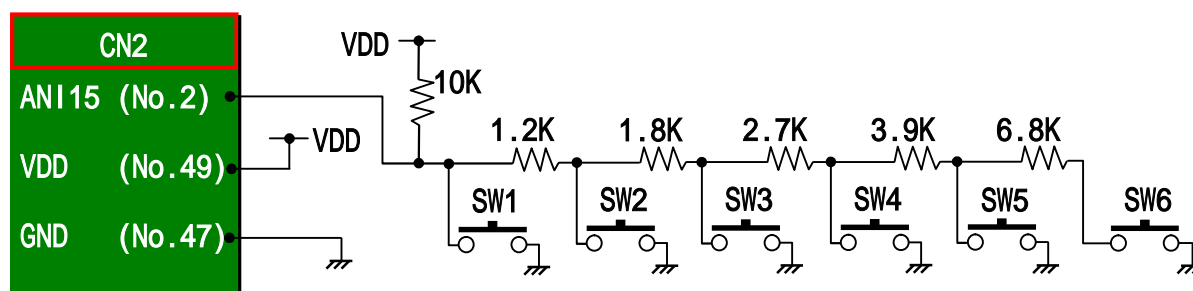 CN2
ANI15 (No.2)
VDD (No.49)
GND (No.47)
VDD
VDD
10K
1.2K 1.8K 2.7K 3.9K 6.8K
SW1 SW2 SW3 SW4 SW5 SW6